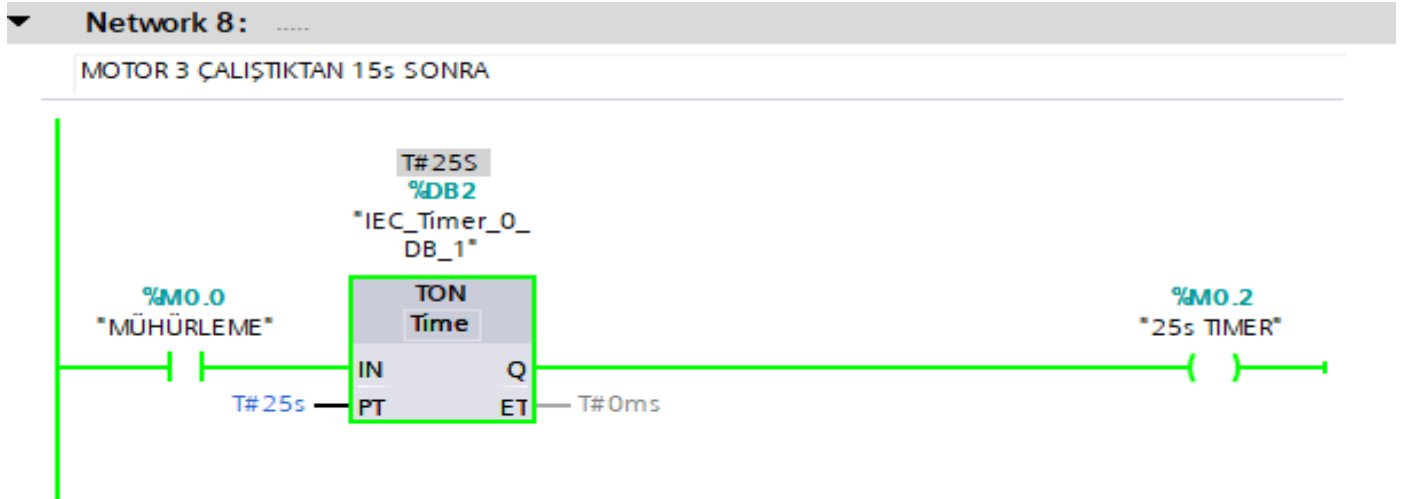 Network 8: .....
MOTOR 3 ÇALIŞTIKTAN 15s SONRA
T#25S
%DB2
"IEC_Timer_0_
DB_1"
%M0.0
"MÜHÜRLEME"
TON
Time
%M0.2
"25s TIMER"
IN Q
T#25s PT ET T#0ms